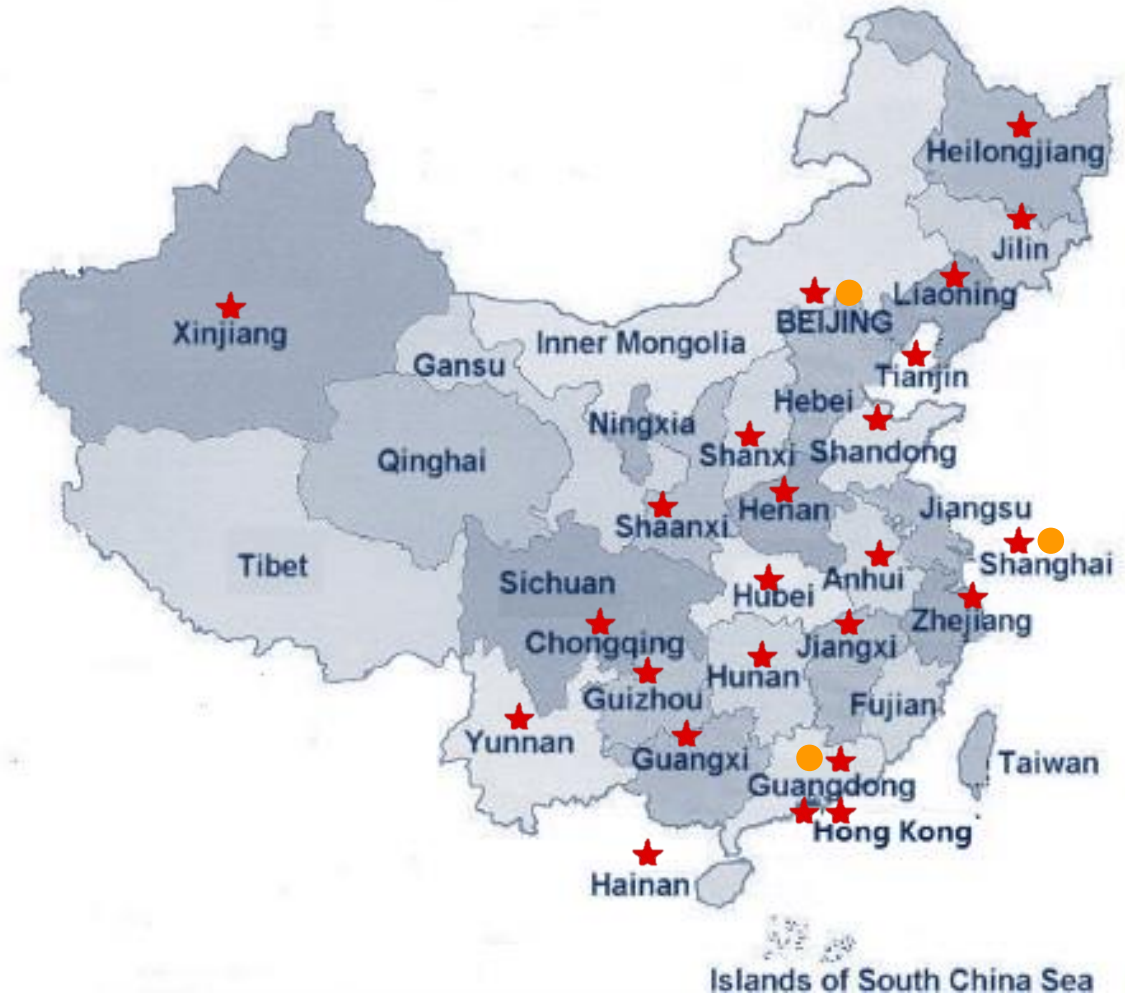 Heilongjiang
Jilin
Liaoning
BEIJING
Xinjiang
Inner Mongolia
Gansu
Tianjin
Hebei
Ningxia
Shanxi
Shandong
Qinghai
Henan
Jiangsu
Shaanxi
Shanghai
Tibet
Sichuan
Anhui
Hubei
Zhejiang
Chongqing
Jiangxi
Hunan
Guizhou
Fujian
Yunnan
Guangxi
Taiwan
Guangdong
Hong Kong
Hainan
Islands of South China Sea